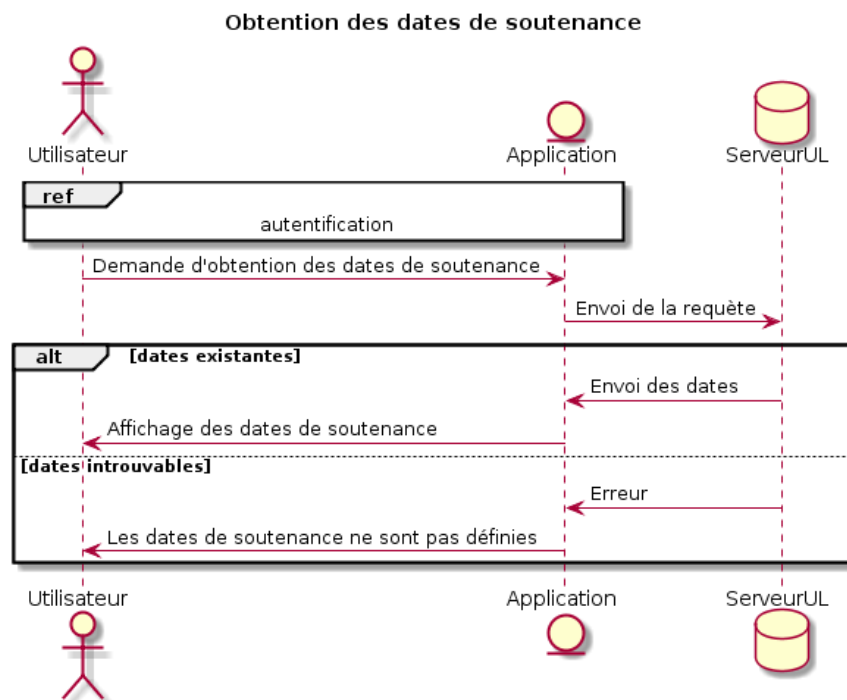 Obtention des dates de soutenance
Utilisateur
Application
ServeurUL
ref
autentification
Demande d'obtention des dates de soutenance
Envoi de la requète
alt
[dates existantes]
Envoi des dates
Affichage des dates de soutenance
[dates introuvables]
Erreur
Les dates de soutenance ne sont pas définies
Utilisateur
Application
ServeurUL